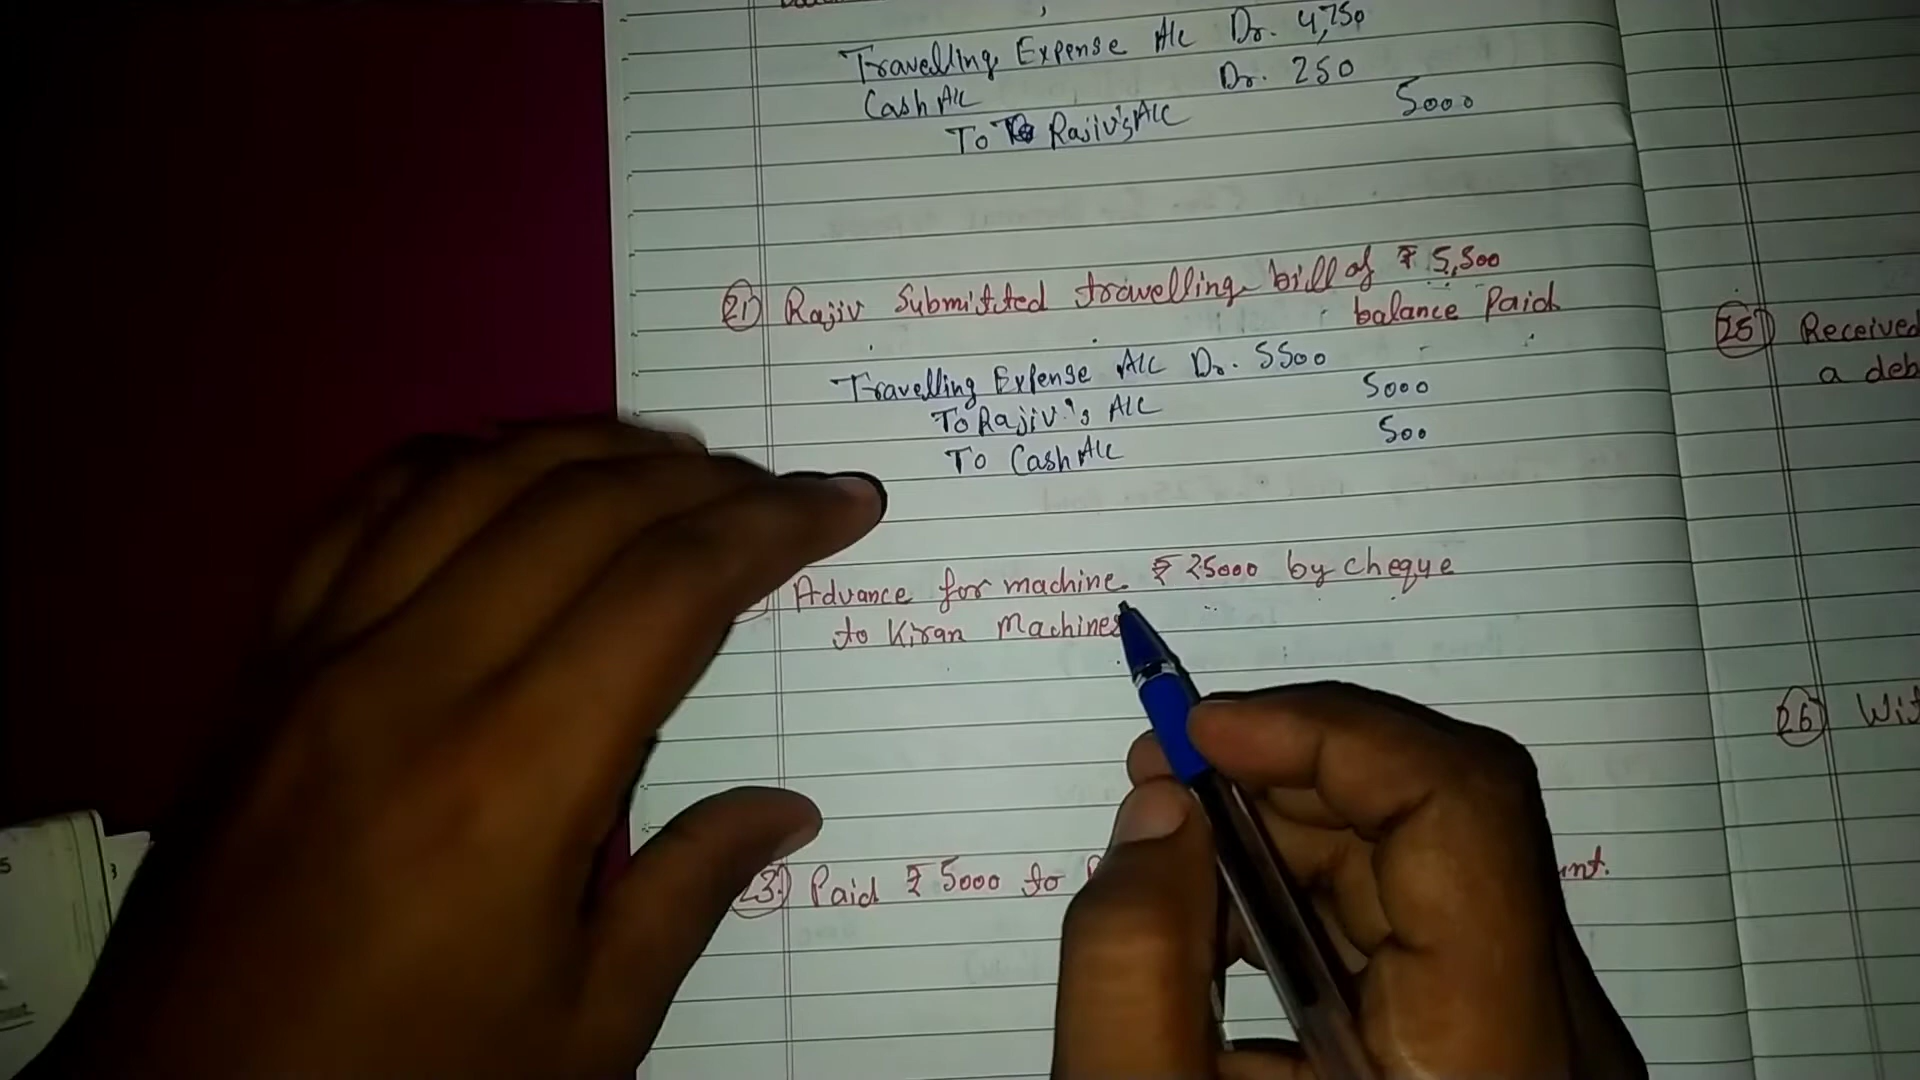 Travelling Expense A/c Dr. 4,750
Cash A/c Dr. 250
To Rajiv's A/c 5000
21) Rajiv Submitted travelling bill of ₹ 5,500
balance Paid
Travelling Expense A/c Dr. 5500
To Rajiv's A/c 5000
To Cash A/c 500
Advance for machine ₹ 25000 by cheque
to Kiran Machines
23) Paid ₹ 5000 to
25) Received
a deb
26)
5
3